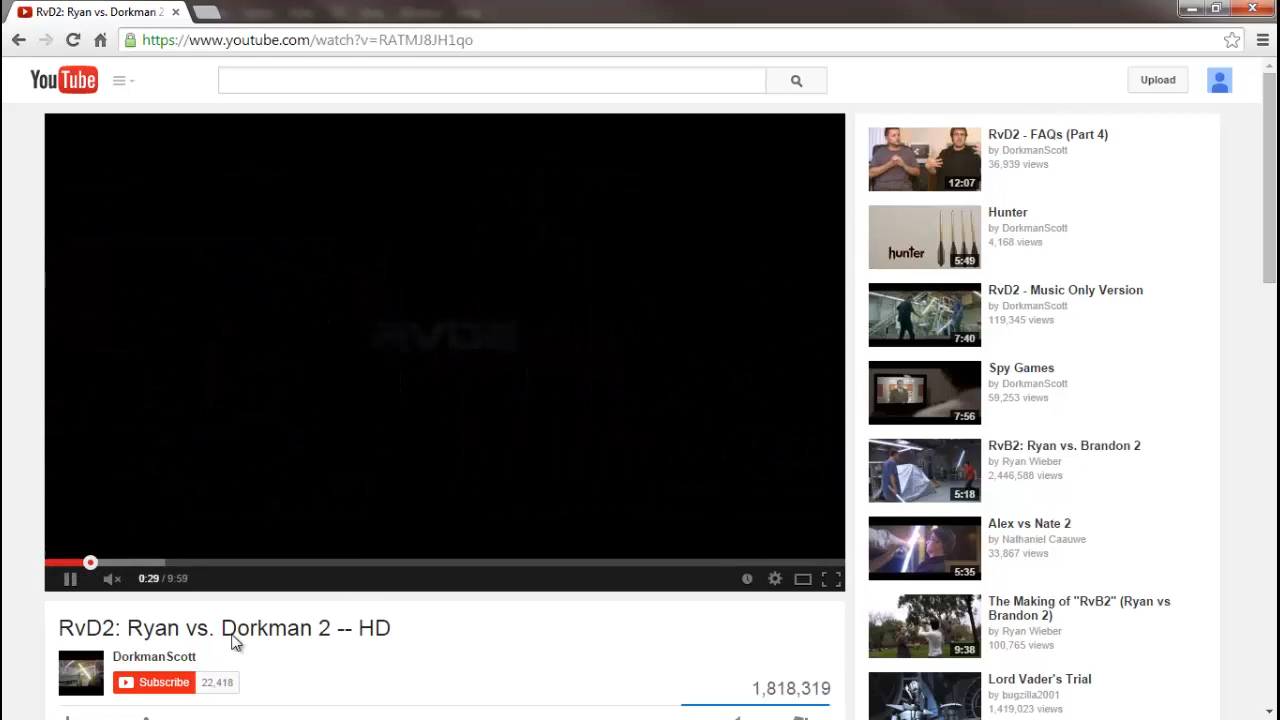 RvD2: Ryan vs. Dorkman 2
https://www.youtube.com/watch?v=RATMJ8JH1qo
YouTube
Upload
RVD2
0:29 / 9:59
RvD2: Ryan vs. Dorkman 2 -- HD
DorkmanScott
Subscribe 22,418
1,818,319
RvD2 - FAQs (Part 4)
by DorkmanScott
36,939 views
12:07
Hunter
by DorkmanScott
4,168 views
hunter
5:49
RvD2 - Music Only Version
by DorkmanScott
119,345 views
7:40
Spy Games
by DorkmanScott
59,253 views
7:56
RvB2: Ryan vs. Brandon 2
by Ryan Wieber
2,446,588 views
5:18
Alex vs Nate 2
by Nathaniel Caauwe
33,867 views
5:35
The Making of "RvB2" (Ryan vs
Brandon 2)
by Ryan Wieber
100,765 views
9:38
Lord Vader's Trial
by bugzilla2001
1,419,023 views